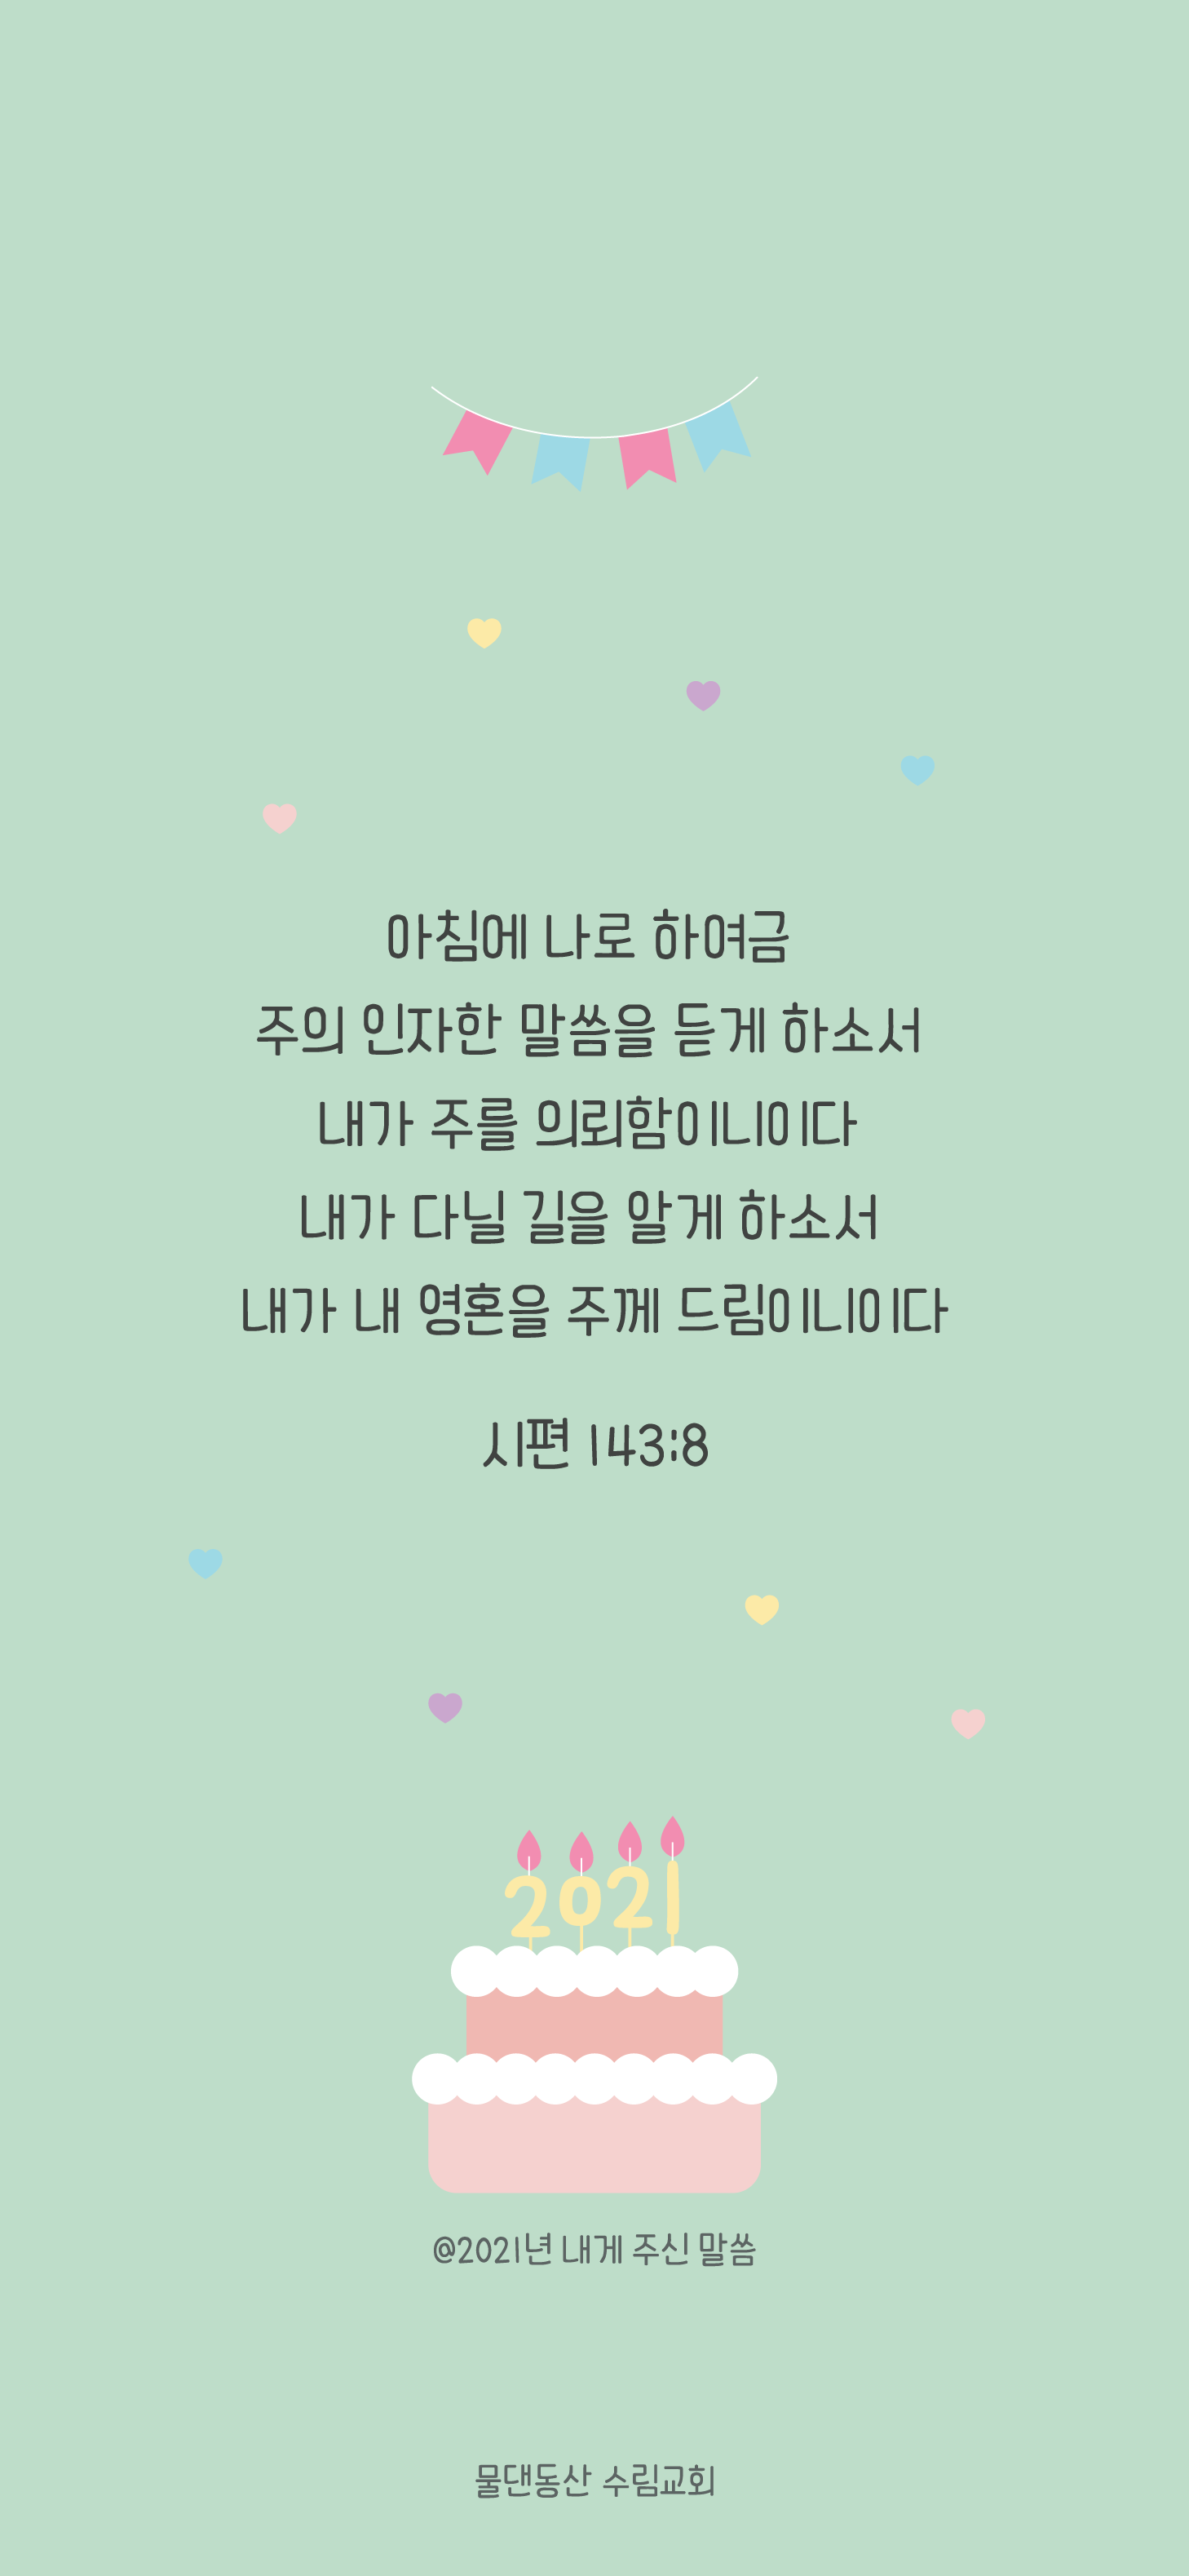 아침에 나로 하여금
주의 인자한 말씀을 듣게 하소서
내가 주를 의뢰함이니이다
내가 다닐 길을 알게 하소서
내가 내 영혼을 주께 드림이니이다
시편 143:8
2021
@2021년 내게 주신 말씀
물댄동산 수림교회